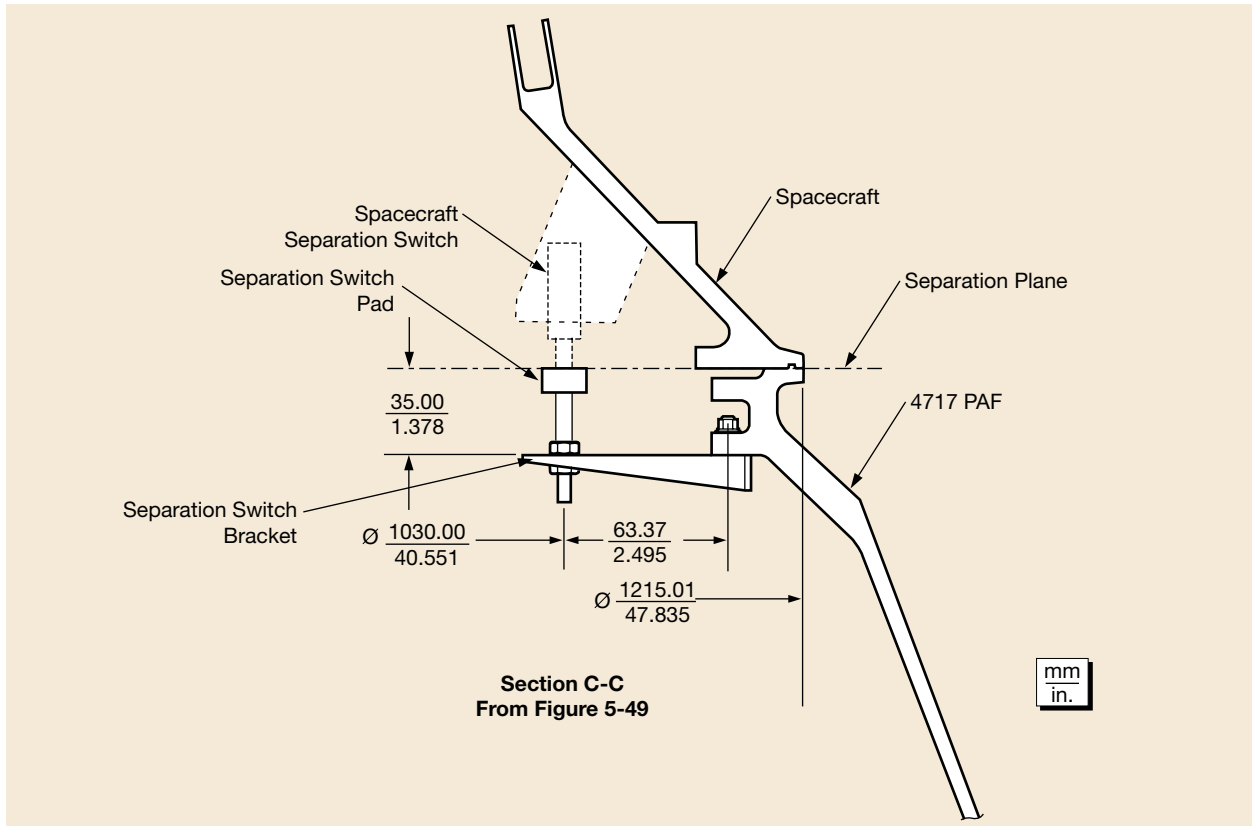 Spacecraft
Separation Switch
Separation Switch
Pad
Spacecraft
Separation Plane
4717 PAF
35.00
1.378
Separation Switch
Bracket
Ø 1030.00
40.551
63.37
2.495
Ø 1215.01
47.835
Section C-C
From Figure 5-49
mm
in.